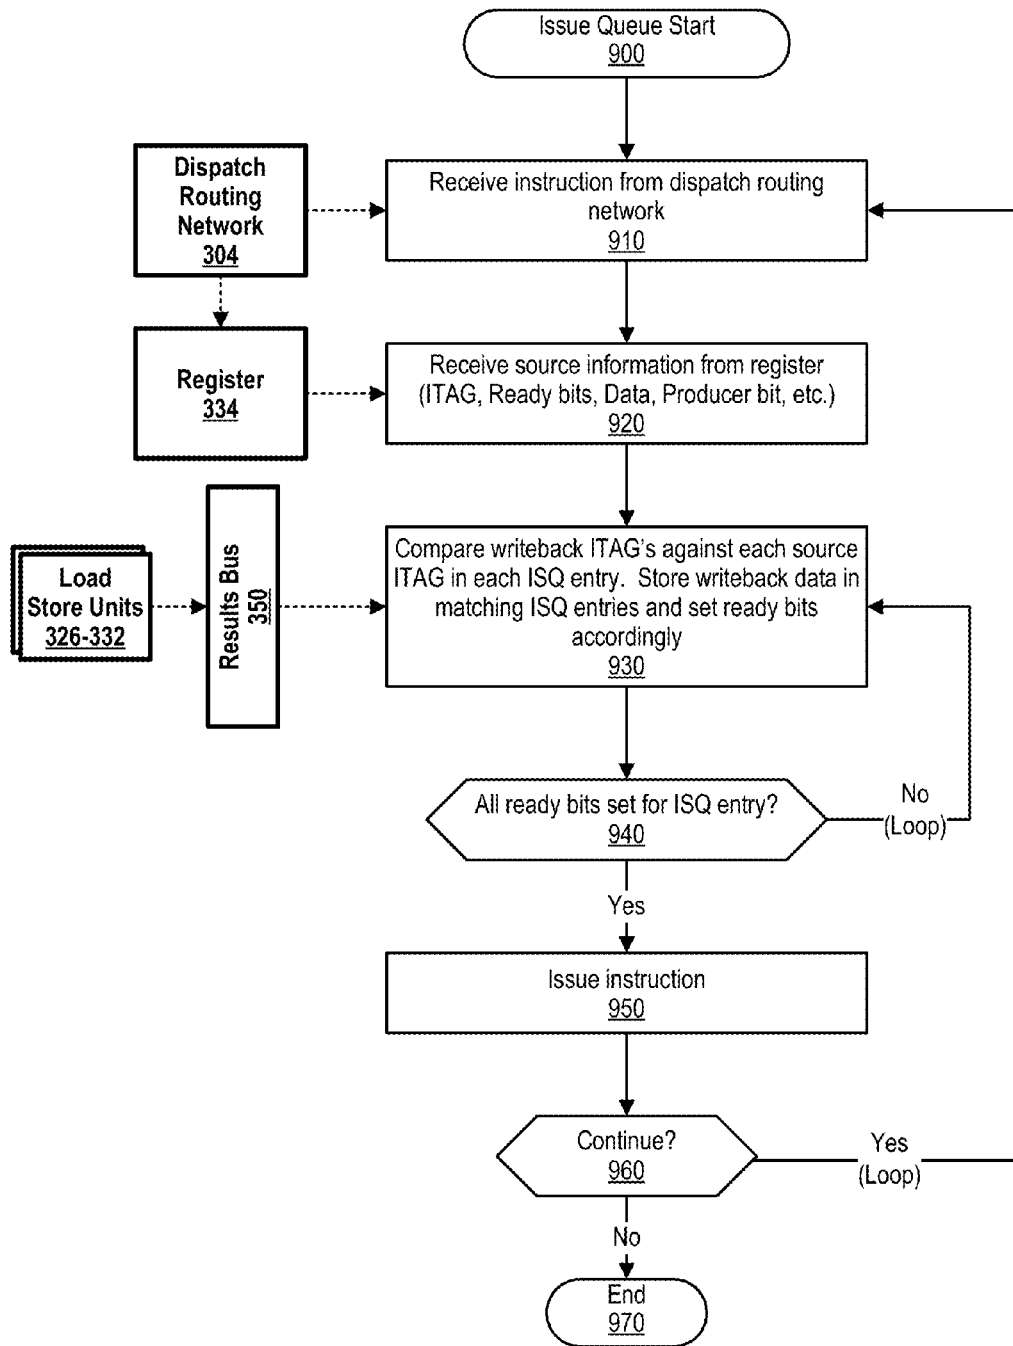 Issue Queue Start
900
Dispatch
Routing
Network
304
Receive instruction from dispatch routing
network
910
Register
334
Receive source information from register
(ITAG, Ready bits, Data, Producer bit, etc.)
920
Load
Store Units
326-332
Results Bus
350
Compare writeback ITAG's against each source
ITAG in each ISQ entry.  Store writeback data in
matching ISQ entries and set ready bits
accordingly
930
All ready bits set for ISQ entry?
940
No
(Loop)
Yes
Issue instruction
950
Continue?
960
Yes
(Loop)
No
End
970